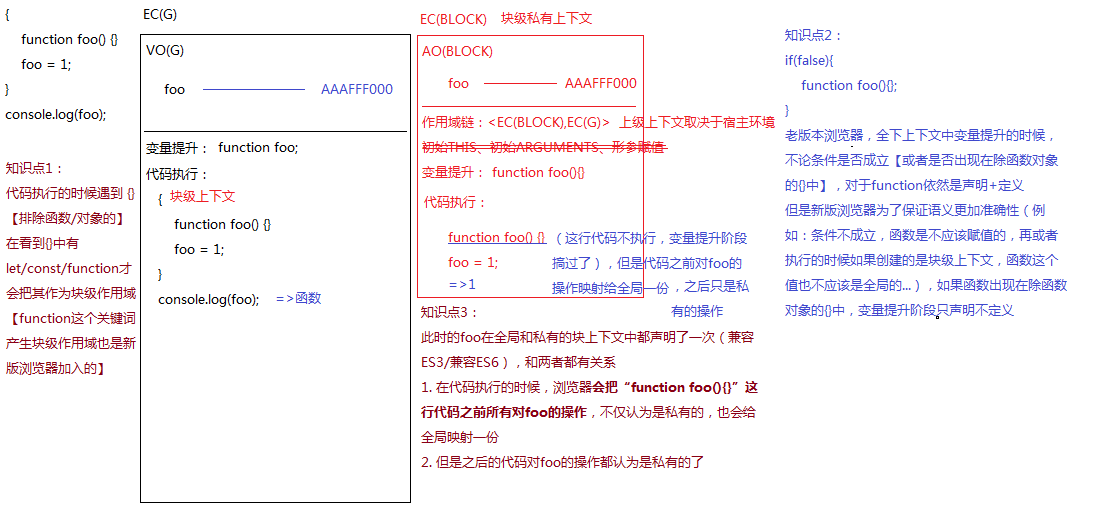 {
function foo() {}
foo = 1;
}
console.log(foo);
知识点1：
代码执行的时候遇到 {}
【排除函数/对象的】
在看到{}中有
let/const/function才
会把其作为块级作用域
【function这个关键词
产生块级作用域也是新
版浏览器加入的】
EC(G)
VO(G)
foo AAAFFF000
变量提升： function foo;
代码执行：
{ 块级上下文
function foo() {}
foo = 1;
}
console.log(foo); =>函数
EC(BLOCK) 块级私有上下文
AO(BLOCK)
foo AAAFFF000
作用域链：<EC(BLOCK),EC(G)> 上级上下文取决于宿主环境
初始THIS、初始ARGUMENTS、形参赋值
变量提升： function foo(){}
代码执行：
function foo() {} （这行代码不执行，变量提升阶段
foo = 1; 搞过了），但是代码之前对foo的
=>1 操作映射给全局一份 ，之后只是私
有的操作
知识点3：
此时的foo在全局和私有的块上下文中都声明了一次（兼容
ES3/兼容ES6），和两者都有关系
1. 在代码执行的时候，浏览器会把“function foo(){}”这
行代码之前所有对foo的操作，不仅认为是私有的，也会给
全局映射一份
2. 但是之后的代码对foo的操作都认为是私有的了
知识点2：
if(false){
function foo(){};
}
老版本浏览器，全下上下文中变量提升的时候，
不论条件是否成立【或者是否出现在除函数对象
的{}中】，对于function依然是声明+定义
但是新版浏览器为了保证语义更加准确性（例
如：条件不成立，函数是不应该赋值的，再或者
执行的时候如果创建的是块级上下文，函数这个
值也不应该是全局的...），如果函数出现在除函数
对象的{}中，变量提升阶段只声明不定义